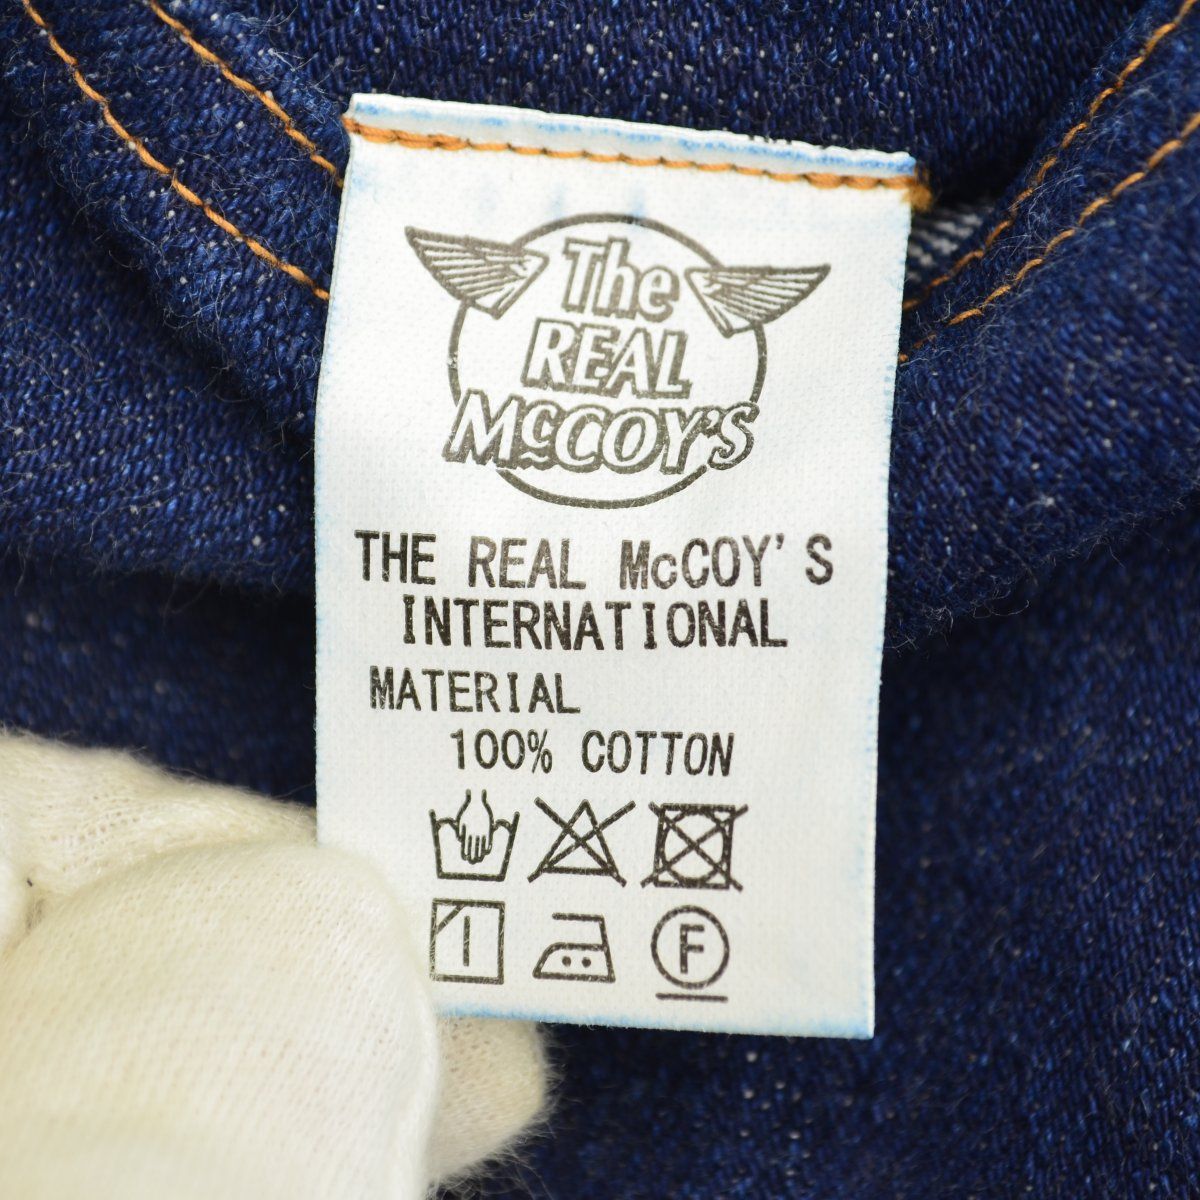 The
REAL
McCOY'S
THE REAL McCOY'S
INTERNATIONAL
MATERIAL
100% COTTON
F